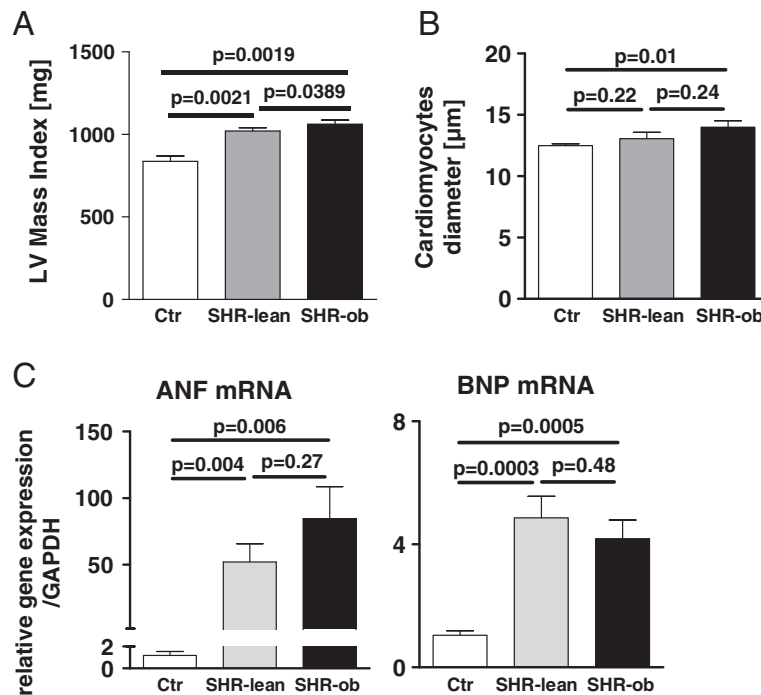 A
LV Mass Index [mg]
1500
1000
500
0
p=0.0019
p=0.0021
p=0.0389
Ctr
SHR-lean
SHR-ob
B
Cardiomyocytes
diameter [µm]
20
15
10
5
0
p=0.01
p=0.22
p=0.24
Ctr
SHR-lean
SHR-ob
C
ANF mRNA
relative gene expression
/GAPDH
150
100
50
2
0
p=0.006
p=0.004
p=0.27
Ctr
SHR-lean
SHR-ob
BNP mRNA
8
4
0
p=0.0005
p=0.0003
p=0.48
Ctr
SHR-lean
SHR-ob